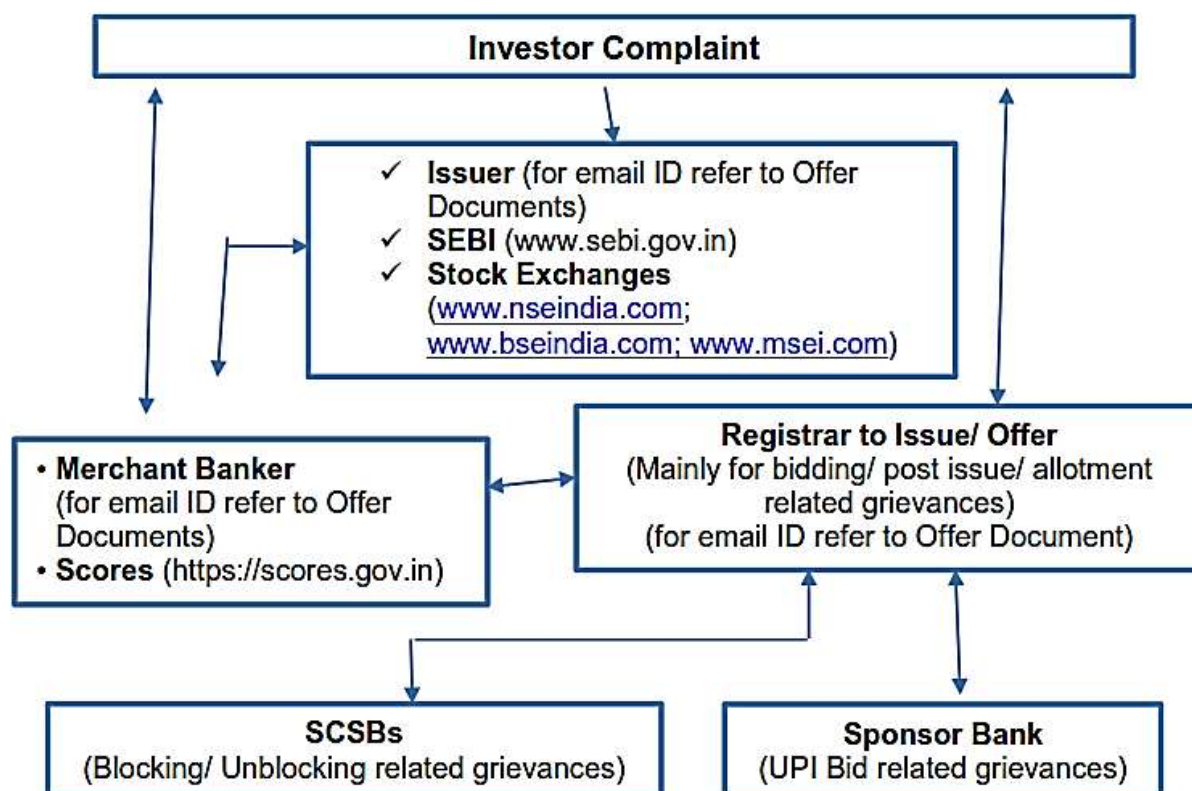 Investor Complaint
✓ Issuer (for email ID refer to Offer
Documents)
✓ SEBI (www.sebi.gov.in)
✓ Stock Exchanges
(www.nseindia.com;
www.bseindia.com; www.msei.com)
• Merchant Banker
(for email ID refer to Offer
Documents)
• Scores (https://scores.gov.in)
Registrar to Issue/ Offer
(Mainly for bidding/ post issue/ allotment
related grievances)
(for email ID refer to Offer Document)
SCSBs
(Blocking/ Unblocking related grievances)
Sponsor Bank
(UPI Bid related grievances)